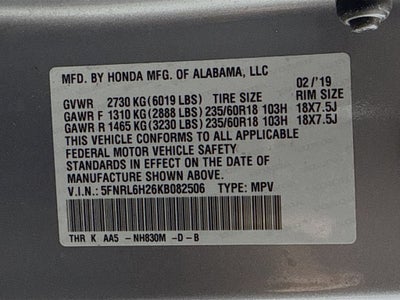 MFD. BY HONDA MFG. OF ALABAMA, LLC
02/'19
GVWR 2730 KG(6019 LBS) TIRE SIZE RIM SIZE
GAWR F 1310 KG(2888 LBS)235/60R18 103H 18X7.5J
GAWR R 1465 KG(3230 LBS)235/60R18 103H 18X7.5J
THIS VEHICLE CONFORMS TO ALL APPLICABLE
FEDERAL MOTOR VEHICLE SAFETY
STANDARDS IN EFFECT ON THE DATE OF
MANUFACTURE SHOWN ABOVE.
V.I.N.: 5FNRL6H26KB082506 TYPE: MPV
THR K AA5 -NH830M -D-B